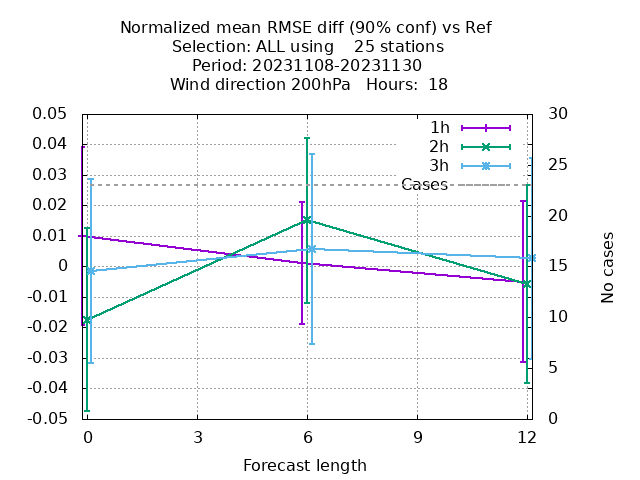 Normalized mean RMSE diff (90% conf) vs Ref
Selection: ALL using    25 stations
Period: 20231108-20231130
Wind direction 200hPa   Hours:  18
1h
2h
3h
Cases
0.05
0.04
0.03
0.02
0.01
0
-0.01
-0.02
-0.03
-0.04
-0.05
30
25
20
15
10
5
0
No cases
0 3 6 9 12
Forecast length